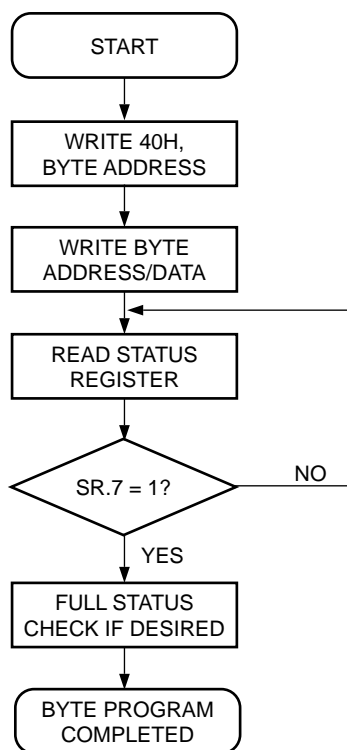 START
WRITE 40H,
BYTE ADDRESS
WRITE BYTE
ADDRESS/DATA
READ STATUS
REGISTER
SR.7 = 1?
NO
YES
FULL STATUS
CHECK IF DESIRED
BYTE PROGRAM
COMPLETED